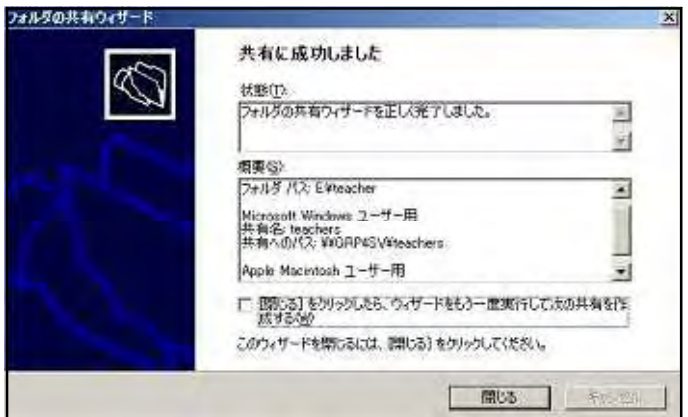 フォルダの共有ウィザード
共有に成功しました
状態(T):
フォルダの共有ウィザードを正しく完了しました。
概要(S):
フォルダ パス: E:¥teacher
Microsoft Windows ユーザー用
共有名: teachers
共有へのパス: ¥¥GRP4SV¥teachers
Apple Macintosh ユーザー用
[閉じる] をクリックしたら、ウィザードをもう一度実行して次の共有を作
成する(W)
このウィザードを閉じるには、[閉じる] をクリックしてください。
閉じる
キャンセル